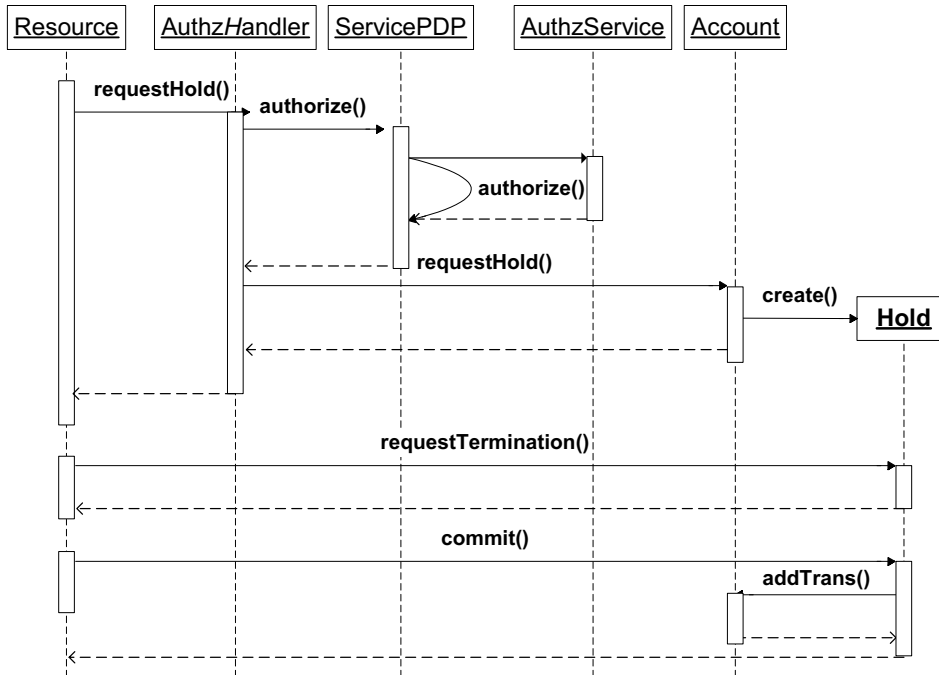 Resource
AuthzHandler
ServicePDP
AuthzService
Account
requestHold()
authorize()
authorize()
requestHold()
create()
Hold
requestTermination()
commit()
addTrans()